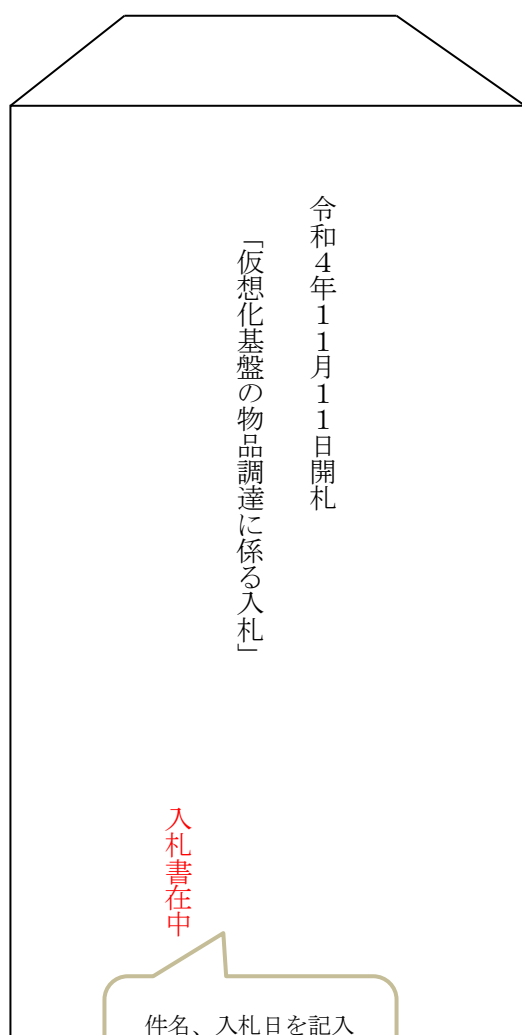 令和４年１１月１１日開札
「仮想化基盤の物品調達に係る入札」
入札書在中
件名、入札日を記入